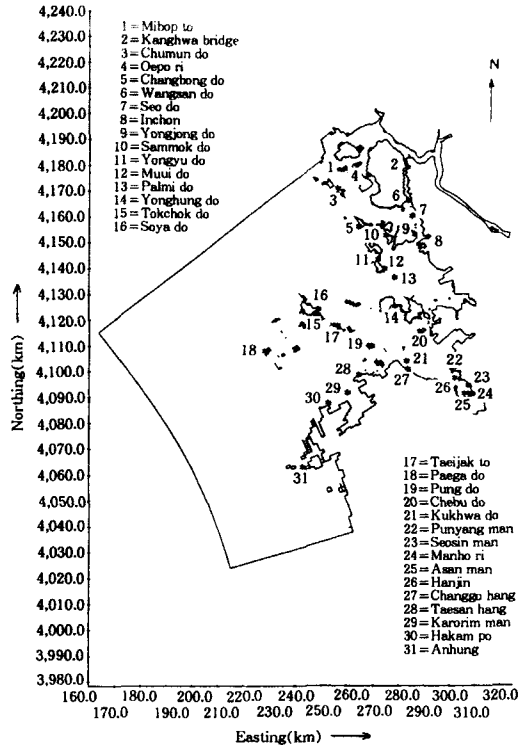 4,240.0
4,230.0
4,220.0
4,210.0
4,200.0
4,190.0
4,180.0
4,170.0
4,160.0
4,150.0
4,140.0
4,130.0
4,120.0
4,110.0
4,100.0
4,090.0
4,080.0
4,070.0
4,060.0
4,050.0
4,040.0
4,030.0
4,020.0
4,010.0
4,000.0
3,990.0
3,980.0
Northing(km)
1=Mibop to
2=Kanghwa bridge
3=Chumun do
4=Oepo ri
5=Changbong do
6=Wangsan do
7=Seo do
8=Inchon
9=Yongjong do
10=Sammok do
11=Yongyu do
12=Muui do
13=Palmi do
14=Yonghung do
15=Tokchok do
16=Soya do
N
1
4
2
3
6
7
5
10
9
8
11
12
13
16
15
14
17
19
20
18
21
22
28
27
26
23
29
24
30
25
31
17=Taeijak to
18=Paega do
19=Pung do
20=Chebu do
21=Kukhwa do
22=Punyang man
23=Seosin man
24=Manho ri
25=Asan man
26=Hanjin
27=Changgo hang
28=Taesan hang
29=Karorim man
30=Hakam po
31=Anhung
160.0 180.0 200.0 220.0 240.0 260.0 280.0 300.0 320.0
170.0 190.0 210.0 230.0 250.0 270.0 290.0 310.0
Easting(km)